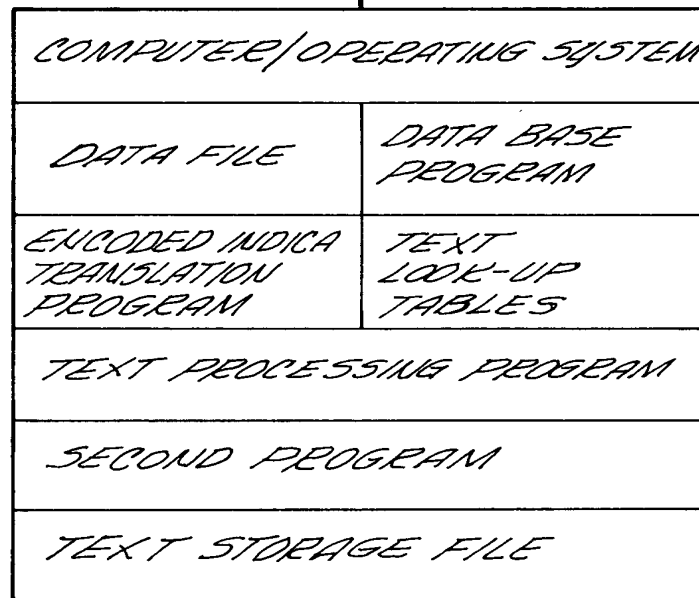 COMPUTER/OPERATING SYSTEM
DATA FILE
DATA BASE
PROGRAM
ENCODED INDICA
TRANSLATION
PROGRAM
TEXT
LOOK-UP
TABLES
TEXT PROCESSING PROGRAM
SECOND PROGRAM
TEXT STORAGE FILE